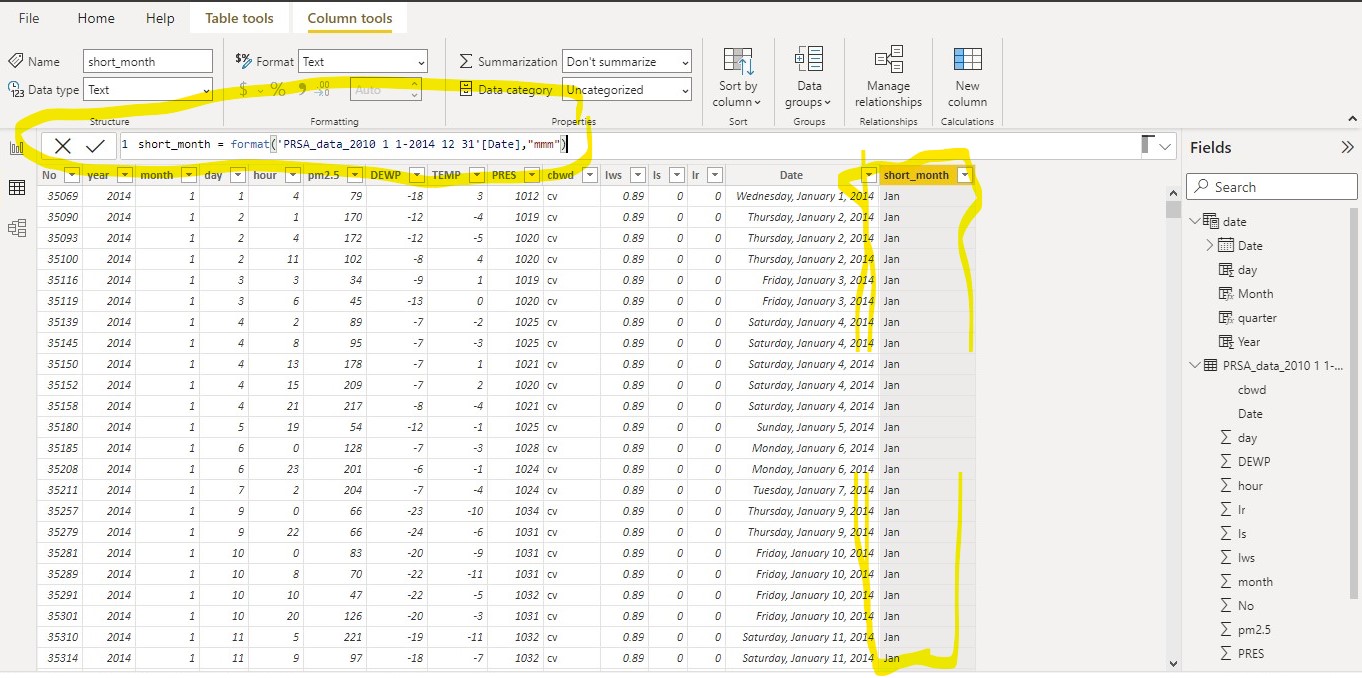 File Home Help Table tools Column tools
Name short_month $% Format Text Σ Summarization Don't summarize Sort by column Data groups Manage relationships New column
123 Data type Text $ % 9 .00 Auto Data category Uncategorized
Structure Formatting Properties Sort Groups Relationships Calculations
1 short_month = format('PRSA_data_2010 1 1-2014 12 31'[Date],"mmm")
No year month day hour pm2.5 DEWP TEMP PRES cbwd Iws Is Ir Date short_month
35069 2014 1 1 4 79 -18 3 1012 cv 0.89 0 0 Wednesday, January 1, 2014 Jan
35090 2014 1 2 1 170 -12 -4 1019 cv 0.89 0 0 Thursday, January 2, 2014 Jan
35093 2014 1 2 4 172 -12 -5 1020 cv 0.89 0 0 Thursday, January 2, 2014 Jan
35100 2014 1 2 11 102 -8 4 1020 cv 0.89 0 0 Thursday, January 2, 2014 Jan
35116 2014 1 3 3 34 -9 1 1019 cv 0.89 0 0 Friday, January 3, 2014 Jan
35119 2014 1 3 6 45 -13 0 1020 cv 0.89 0 0 Friday, January 3, 2014 Jan
35139 2014 1 4 2 89 -7 -2 1025 cv 0.89 0 0 Saturday, January 4, 2014 Jan
35145 2014 1 4 8 95 -7 -3 1025 cv 0.89 0 0 Saturday, January 4, 2014 Jan
35150 2014 1 4 13 178 -7 1 1021 cv 0.89 0 0 Saturday, January 4, 2014 Jan
35152 2014 1 4 15 209 -7 2 1020 cv 0.89 0 0 Saturday, January 4, 2014 Jan
35158 2014 1 4 21 217 -8 -4 1021 cv 0.89 0 0 Saturday, January 4, 2014 Jan
35180 2014 1 5 19 54 -12 -1 1025 cv 0.89 0 0 Sunday, January 5, 2014 Jan
35185 2014 1 6 0 128 -7 -3 1028 cv 0.89 0 0 Monday, January 6, 2014 Jan
35208 2014 1 6 23 201 -6 -1 1024 cv 0.89 0 0 Monday, January 6, 2014 Jan
35211 2014 1 7 2 204 -7 -4 1024 cv 0.89 0 0 Tuesday, January 7, 2014 Jan
35257 2014 1 9 0 66 -23 -10 1034 cv 0.89 0 0 Thursday, January 9, 2014 Jan
35279 2014 1 9 22 66 -24 -6 1031 cv 0.89 0 0 Thursday, January 9, 2014 Jan
35281 2014 1 10 0 83 -20 -9 1031 cv 0.89 0 0 Friday, January 10, 2014 Jan
35289 2014 1 10 8 70 -22 -11 1031 cv 0.89 0 0 Friday, January 10, 2014 Jan
35291 2014 1 10 10 47 -22 -5 1032 cv 0.89 0 0 Friday, January 10, 2014 Jan
35301 2014 1 10 20 126 -20 -3 1031 cv 0.89 0 0 Friday, January 10, 2014 Jan
35310 2014 1 11 5 221 -19 -11 1032 cv 0.89 0 0 Saturday, January 11, 2014 Jan
35314 2014 1 11 9 97 -18 -7 1032 cv 0.89 0 0 Saturday, January 11, 2014 Jan
Fields
Search
date
Date
day
Month
quarter
Year
PRSA_data_2010 1 1-...
cbwd
Date
Σ day
Σ DEWP
Σ hour
Σ Ir
Σ Is
Σ Iws
Σ month
Σ No
Σ pm2.5
Σ PRES